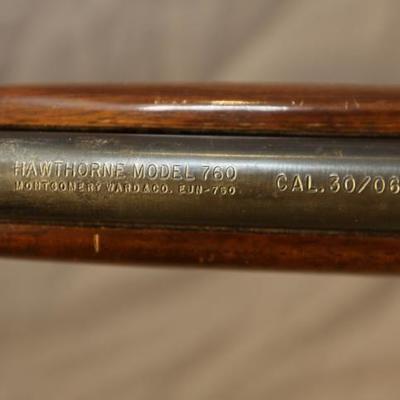 HAWTHORNE MODEL 760
MONTGOMERY WARD & CO. EJN-760
CAL.30/06